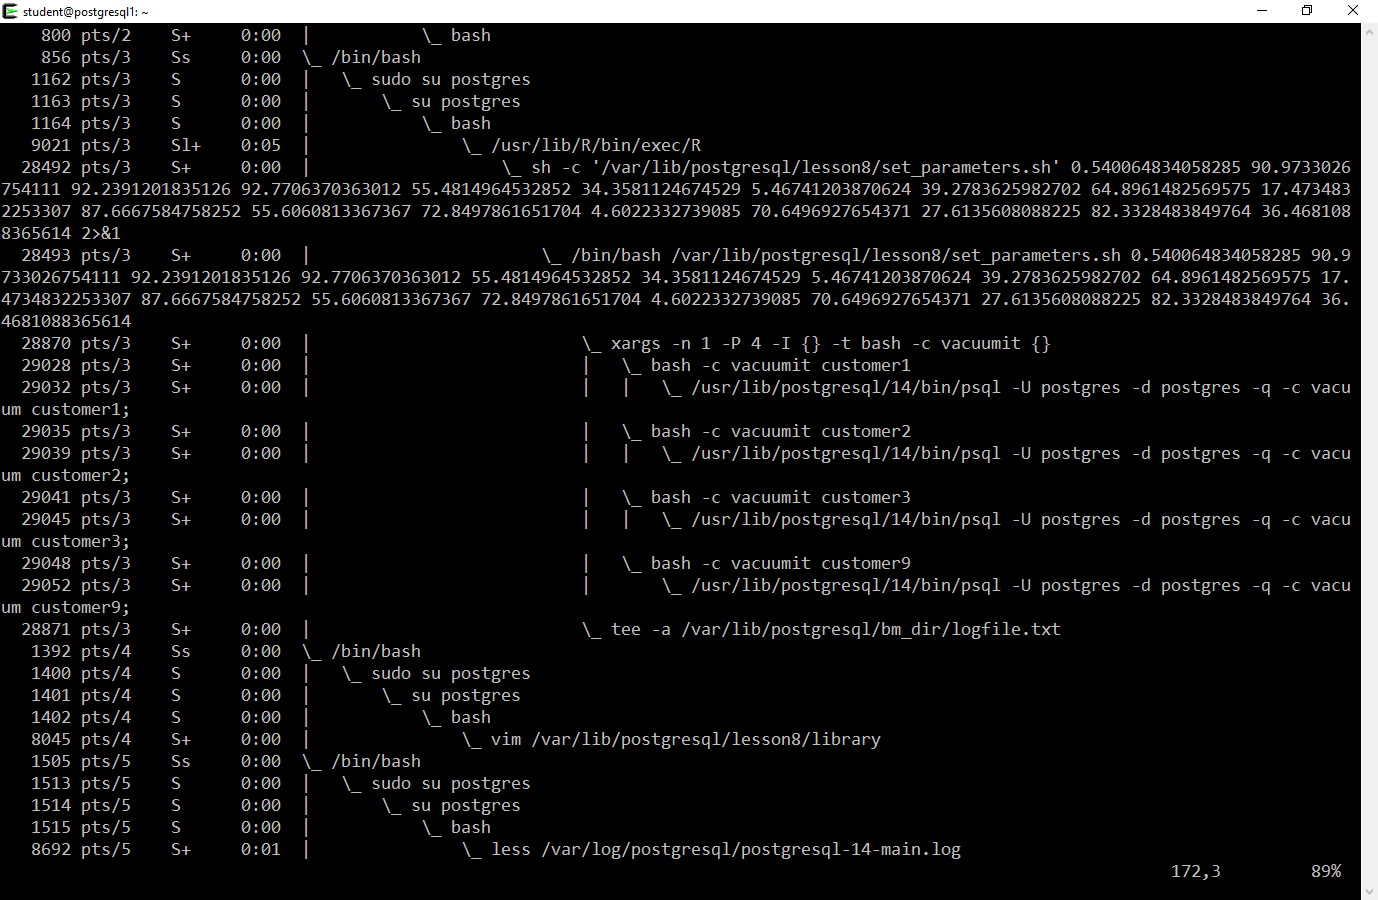 student@postgresql1: ~
800 pts/2    S+     0:00  |           \_ bash
856 pts/3    Ss     0:00  \_ /bin/bash
1162 pts/3    S      0:00  |   \_ sudo su postgres
1163 pts/3    S      0:00  |       \_ su postgres
1164 pts/3    S      0:00  |           \_ bash
9021 pts/3    Sl+    0:05  |               \_ /usr/lib/R/bin/exec/R
28492 pts/3    S+     0:00  |                   \_ sh -c '/var/lib/postgresql/lesson8/set_parameters.sh' 0.540064834058285 90.9733026
754111 92.2391201835126 92.7706370363012 55.4814964532852 34.3581124674529 5.46741203870624 39.2783625982702 64.8961482569575 17.473483
2253307 87.6667584758252 55.6060813367367 72.8497861651704 4.6022332739085 70.6496927654371 27.6135608088225 82.3328483849764 36.468108
8365614 2>&1
28493 pts/3    S+     0:00  |                       \_ /bin/bash /var/lib/postgresql/lesson8/set_parameters.sh 0.540064834058285 90.9
733026754111 92.2391201835126 92.7706370363012 55.4814964532852 34.3581124674529 5.46741203870624 39.2783625982702 64.8961482569575 17.
4734832253307 87.6667584758252 55.6060813367367 72.8497861651704 4.6022332739085 70.6496927654371 27.6135608088225 82.3328483849764 36.
4681088365614
28870 pts/3    S+     0:00  |                           \_ xargs -n 1 -P 4 -I {} -t bash -c vacuumit {}
29028 pts/3    S+     0:00  |                           |   \_ bash -c vacuumit customer1
29032 pts/3    S+     0:00  |                           |   |   \_ /usr/lib/postgresql/14/bin/psql -U postgres -d postgres -q -c vacu
um customer1;
29035 pts/3    S+     0:00  |                           |   \_ bash -c vacuumit customer2
29039 pts/3    S+     0:00  |                           |   |   \_ /usr/lib/postgresql/14/bin/psql -U postgres -d postgres -q -c vacu
um customer2;
29041 pts/3    S+     0:00  |                           |   \_ bash -c vacuumit customer3
29045 pts/3    S+     0:00  |                           |   |   \_ /usr/lib/postgresql/14/bin/psql -U postgres -d postgres -q -c vacu
um customer3;
29048 pts/3    S+     0:00  |                           |   \_ bash -c vacuumit customer9
29052 pts/3    S+     0:00  |                           |       \_ /usr/lib/postgresql/14/bin/psql -U postgres -d postgres -q -c vacu
um customer9;
28871 pts/3    S+     0:00  |                           \_ tee -a /var/lib/postgresql/bm_dir/logfile.txt
1392 pts/4    Ss     0:00  \_ /bin/bash
1400 pts/4    S      0:00  |   \_ sudo su postgres
1401 pts/4    S      0:00  |       \_ su postgres
1402 pts/4    S      0:00  |           \_ bash
8045 pts/4    S+     0:00  |               \_ vim /var/lib/postgresql/lesson8/library
1505 pts/5    Ss     0:00  \_ /bin/bash
1513 pts/5    S      0:00  |   \_ sudo su postgres
1514 pts/5    S      0:00  |       \_ su postgres
1515 pts/5    S      0:00  |           \_ bash
8692 pts/5    S+     0:01  |               \_ less /var/log/postgresql/postgresql-14-main.log
172,3         89%